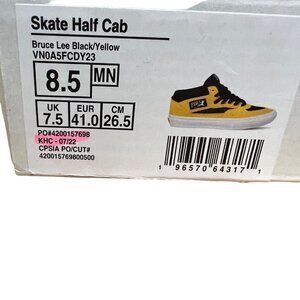 Skate Half Cab
Bruce Lee Black/Yellow
VN0A5FCDY23
8.5 MN
UK EUR CM
7.5 41.0 26.5
PO#4200157698
KHC - 07/22
CPSIA PO/CUT#
420015769800500
1 96570 64317 1